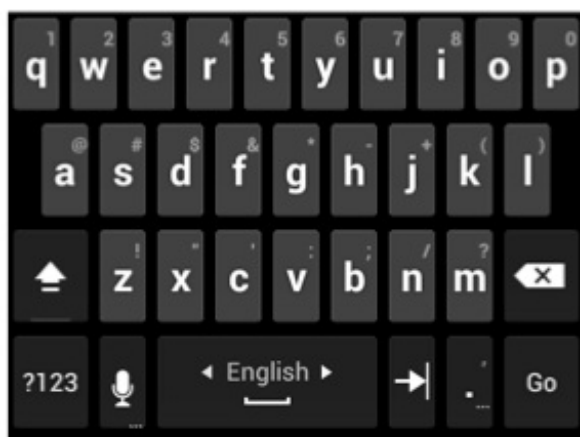 1 2 3 4 5 6 7 8 9 0
q w e r t y u i o p
@ # $ & * - + ( )
a s d f g h j k l
! " ' : ; / ?
z x c v b n m
?123 English . , ... Go